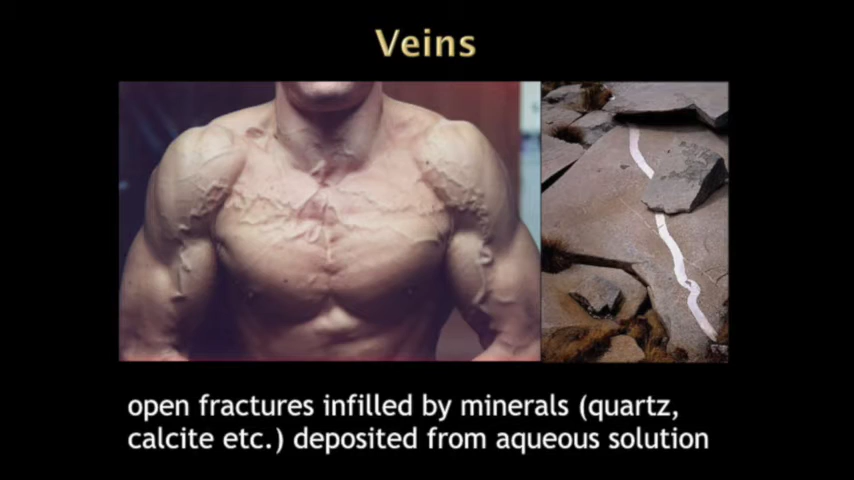 Veins
open fractures infilled by minerals (quartz,
calcite etc.) deposited from aqueous solution